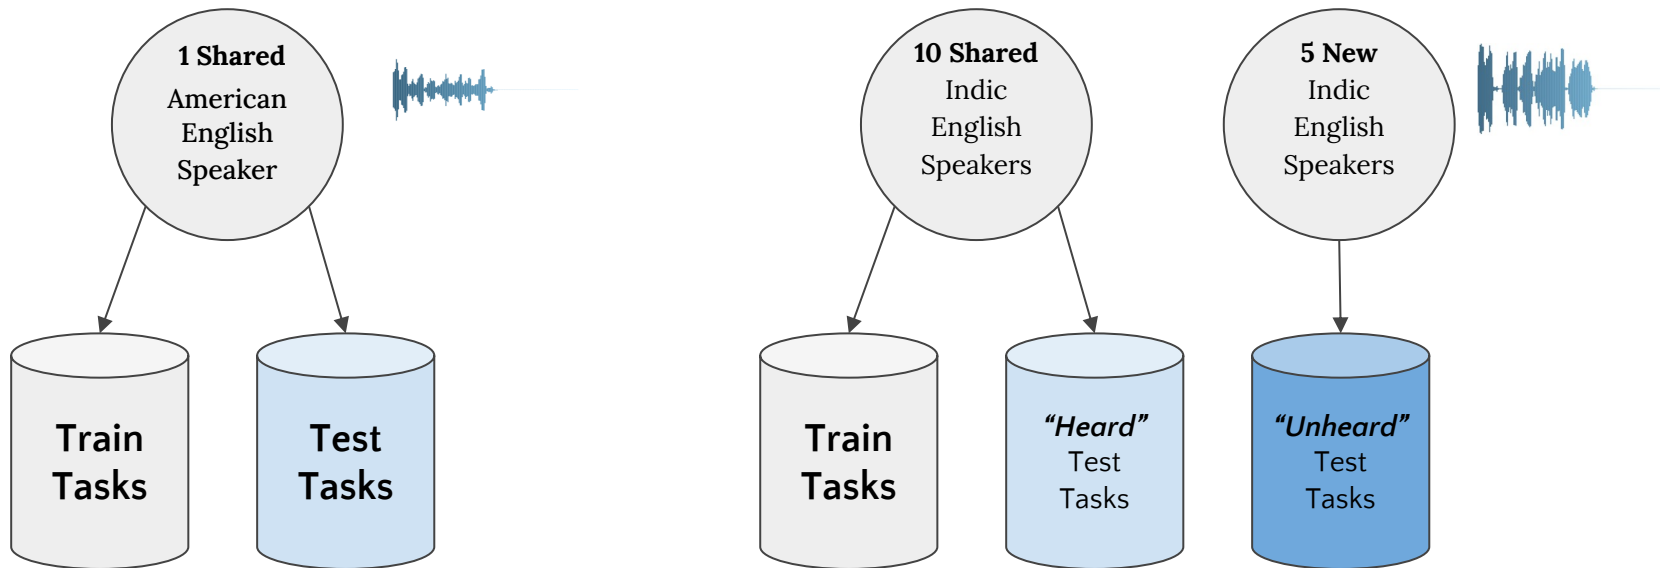 1 Shared
American
English
Speaker
10 Shared
Indic
English
Speakers
5 New
Indic
English
Speakers
Train
Tasks
Test
Tasks
Train
Tasks
“Heard”
Test
Tasks
“Unheard”
Test
Tasks